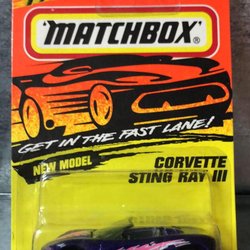 "MATCHBOX"®
GET IN THE FAST LANE!
NEW MODEL
CORVETTE
STING RAY III